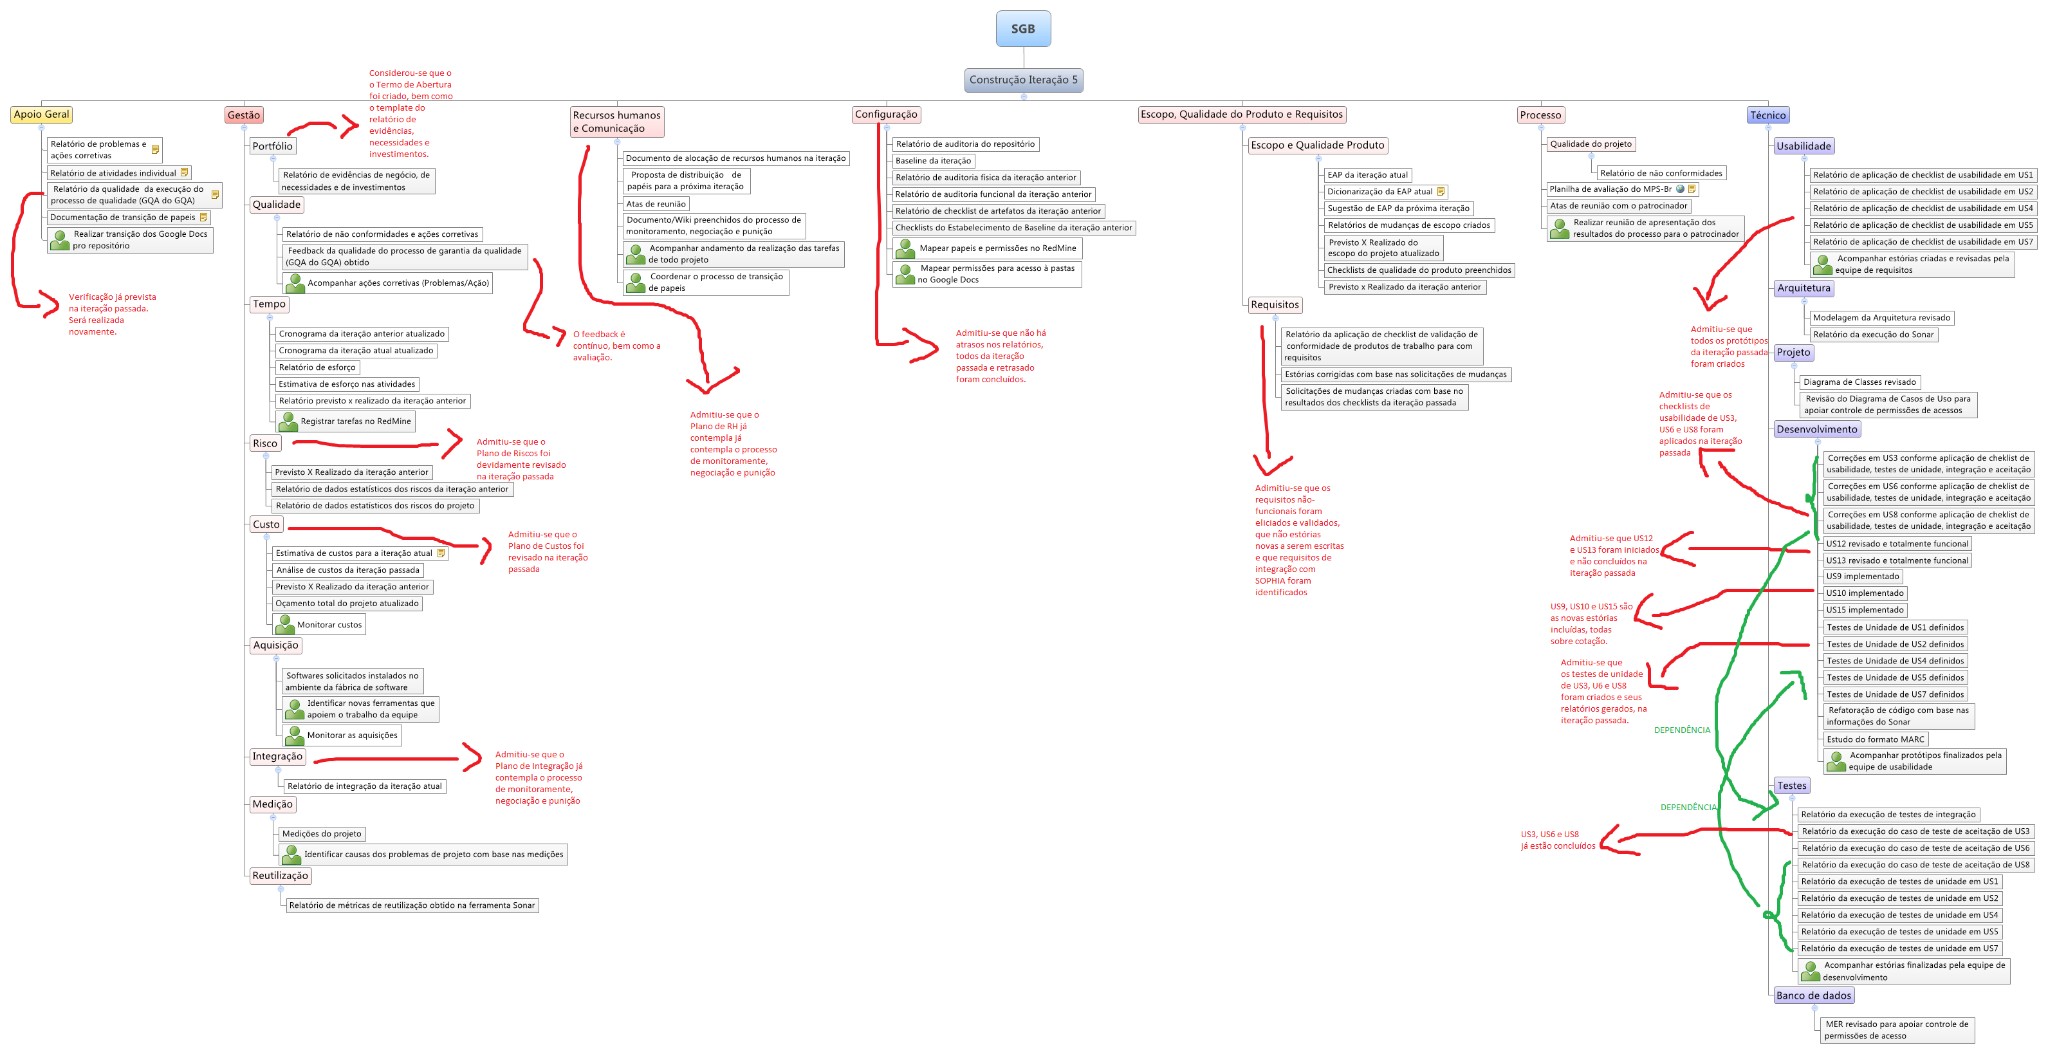 SGB
Construção Iteração 5
Apoio Geral
Relatório de problemas e
ações corretivas
Relatório de atividades individual
Relatório da qualidade da execução do
processo de qualidade (GQA do GQA)
Documentação de transição de papeis
Realizar transição dos Google Docs
pro repositório
Verificação já prevista
na iteração passada.
Será realizada
novamente.
Gestão
Considerou-se que o
o Termo de Abertura
foi criado, bem como
o template do
relatório de
evidências,
necessidades e
investimentos.
Portfólio
Relatório de evidências de negócio, de
necessidades e de investimentos
Qualidade
Relatório de não conformidades e ações corretivas
Feedback da qualidade do processo de garantia da qualidade
(GQA do GQA) obtido
Acompanhar ações corretivas (Problemas/Ação)
O feedback é
contínuo, bem como a
avaliação.
Tempo
Cronograma da iteração anterior atualizado
Cronograma da iteração atual atualizado
Relatório de esforço
Estimativa de esforço nas atividades
Relatório previsto x realizado da iteração anterior
Registrar tarefas no RedMine
Risco
Admitiu-se que o
Plano de Riscos foi
devidamente revisado
na iteração passada
Previsto X Realizado da iteração anterior
Relatório de dados estatísticos dos riscos da iteração anterior
Relatório de dados estatísticos dos riscos do projeto
Custo
Admitiu-se que o
Plano de Custos foi
revisado na iteração
passada
Estimativa de custos para a iteração atual
Análise de custos da iteração passada
Previsto X Realizado da iteração anterior
Oçamento total do projeto atualizado
Monitorar custos
Aquisição
Softwares solicitados instalados no
ambiente da fábrica de software
Identificar novas ferramentas que
apoiem o trabalho da equipe
Monitorar as aquisições
Integração
Admitiu-se que o
Plano de Integração já
contempla o processo
de monitoramente,
negociação e punição
Relatório de integração da iteração atual
Medição
Medições do projeto
Identificar causas dos problemas de projeto com base nas medições
Reutilização
Relatório de métricas de reutilização obtido na ferramenta Sonar
Recursos humanos
e Comunicação
Documento de alocação de recursos humanos na iteração
Proposta de distribuição de
papéis para a próxima iteração
Atas de reunião
Documento/Wiki preenchidos do processo de
monitoramento, negociação e punição
Acompanhar andamento da realização das tarefas
de todo projeto
Coordenar o processo de transição
de papeis
Admitiu-se que o
Plano de RH já
contempla já
contempla o processo
de monitoramente,
negociação e punição
Configuração
Relatório de auditoria do repositório
Baseline da iteração
Relatório de auditoria física da iteração anterior
Relatório de auditoria funcional da iteração anterior
Relatório de checklist de artefatos da iteração anterior
Checklists do Estabelecimento de Baseline da iteração anterior
Mapear papeis e permissões no RedMine
Mapear permissões para acesso à pastas
no Google Docs
Admitiu-se que não há
atrasos nos relatórios,
todos da iteração
passada e retrasado
foram concluídos.
Escopo, Qualidade do Produto e Requisitos
Escopo e Qualidade Produto
EAP da iteração atual
Dicionarização da EAP atual
Sugestão de EAP da próxima iteração
Relatórios de mudanças de escopo criados
Previsto X Realizado do
escopo do projeto atualizado
Checklists de qualidade do produto preenchidos
Previsto x Realizado da iteração anterior
Requisitos
Relatório da aplicação de checklist de validação de
conformidade de produtos de trabalho para com
requisitos
Estórias corrigidas com base nas solicitações de mudanças
Solicitações de mudanças criadas com base no
resultados dos checklists da iteração passada
Adimitiu-se que os
requisitos não-
funcionais foram
eliciados e validados,
que não estórias
novas a serem escritas
e que requisitos de
integração com
SOPHIA foram
identificados
Processo
Qualidade do projeto
Relatório de não conformidades
Planilha de avaliação do MPS-Br
Atas de reunião com o patrocinador
Realizar reunião de apresentação dos
resultados do processo para o patrocinador
Técnico
Usabilidade
Relatório de aplicação de checklist de usabilidade em US1
Relatório de aplicação de checklist de usabilidade em US2
Relatório de aplicação de checklist de usabilidade em US4
Relatório de aplicação de checklist de usabilidade em US5
Relatório de aplicação de checklist de usabilidade em US7
Acompanhar estórias criadas e revisadas pela
equipe de requisitos
Admitiu-se que
todos os protótipos
da iteração passada
foram criados
Arquitetura
Modelagem da Arquitetura revisado
Relatório da execução do Sonar
Projeto
Diagrama de Classes revisado
Revisão do Diagrama de Casos de Uso para
apoiar controle de permissões de acessos
Admitiu-se que os
checklists de
usabilidade de US3,
US6 e US8 foram
aplicados na iteração
passada
Desenvolvimento
Correções em US3 conforme aplicação de cheklist de
usabilidade, testes de unidade, integração e aceitação
Correções em US6 conforme aplicação de cheklist de
usabilidade, testes de unidade, integração e aceitação
Correções em US8 conforme aplicação de cheklist de
usabilidade, testes de unidade, integração e aceitação
US12 revisado e totalmente funcional
US13 revisado e totalmente funcional
US9 implementado
US10 implementado
US15 implementado
Testes de Unidade de US1 definidos
Testes de Unidade de US2 definidos
Testes de Unidade de US4 definidos
Testes de Unidade de US5 definidos
Testes de Unidade de US7 definidos
Refatoração de código com base nas
informações do Sonar
Estudo do formato MARC
Acompanhar protótipos finalizados pela
equipe de usabilidade
Admitiu-se que US12
e US13 foram iniciados
e não concluídos na
Iteração passada
US9, US10 e US15 são
as novas estórias
incluídas, todas
sobre cotação.
Admitiu-se que
os testes de unidade
de US3, U6 e US8
foram criados e seus
relatórios gerados, na
iteração passada.
DEPENDÊNCIA
DEPENDÊNCIA
Testes
Relatório da execução de testes de integração
Relatório da execução do caso de teste de aceitação de US3
Relatório da execução do caso de teste de aceitação de US6
Relatório da execução do caso de teste de aceitação de US8
Relatório da execução de testes de unidade em US1
Relatório da execução de testes de unidade em US2
Relatório da execução de testes de unidade em US4
Relatório da execução de testes de unidade em US5
Relatório da execução de testes de unidade em US7
Acompanhar estórias finalizadas pela equipe de
desenvolvimento
US3, US6 e US8
já estão concluídos
Banco de dados
MER revisado para apoiar controle de
permissões de acesso